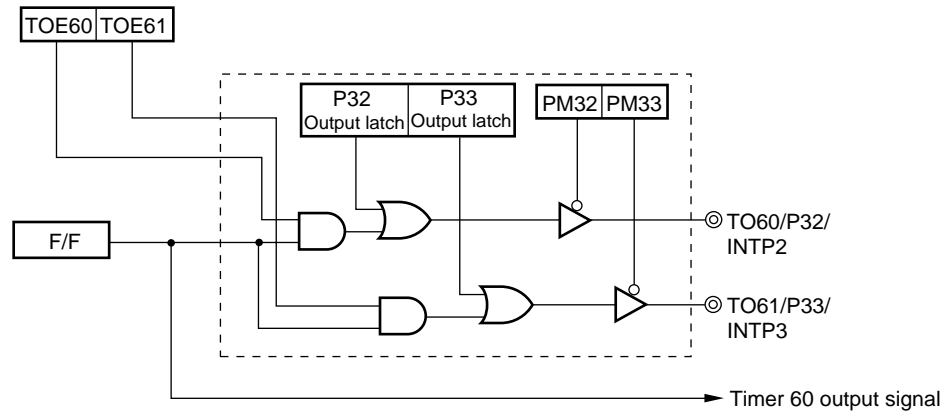 TOE60 TOE61
P32 P33
Output latch Output latch
PM32 PM33
F/F
TO60/P32/
INTP2
TO61/P33/
INTP3
Timer 60 output signal